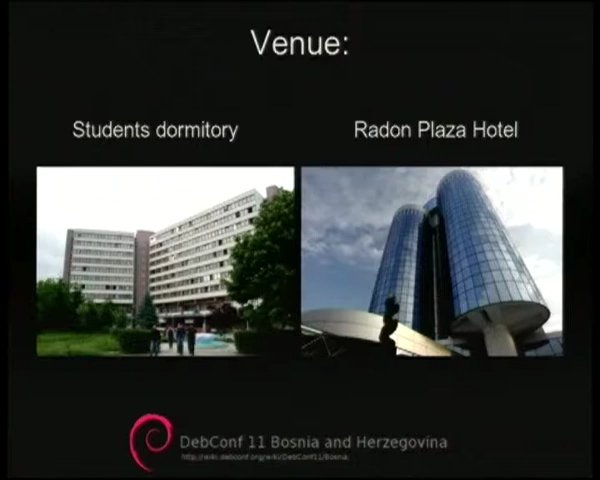 Venue:
Students dormitory
Radon Plaza Hotel
DebConf 11 Bosnia and Herzegovina
http://wiki.debconf.org/wiki/DebConf11/Bosnia